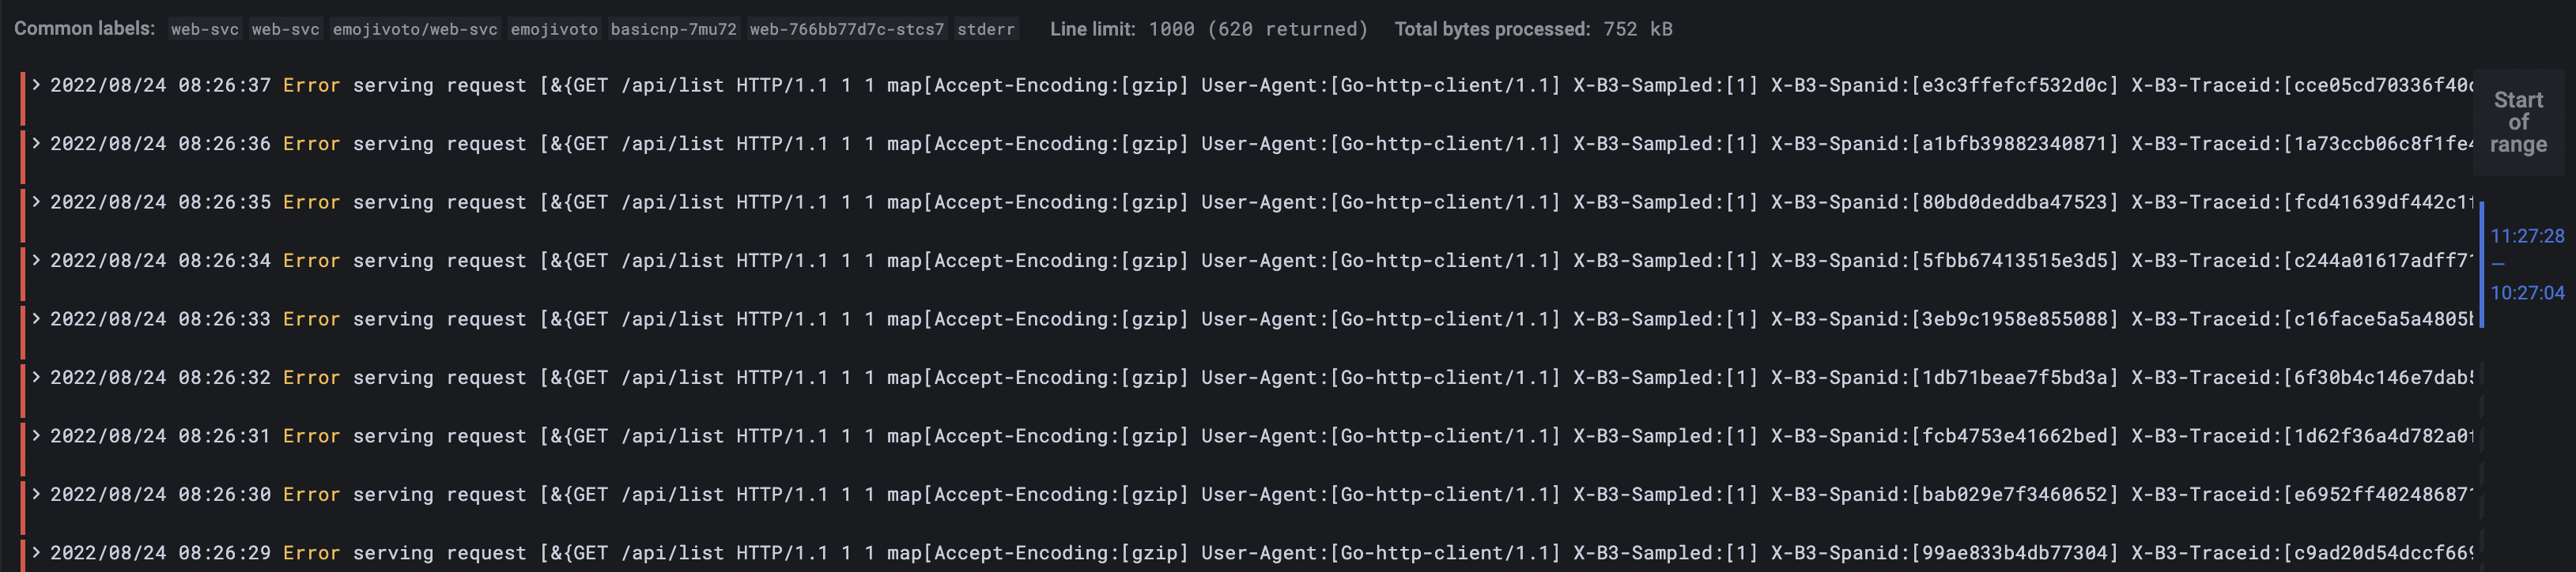 Common labels: web-svc web-svc emojivoto/web-svc emojivoto basicnp-7mu72 web-766bb77d7c-stcs7 stderr Line limit: 1000 (620 returned) Total bytes processed: 752 kB
> 2022/08/24 08:26:37 Error serving request [&{GET /api/list HTTP/1.1 1 1 map[Accept-Encoding:[gzip] User-Agent:[Go-http-client/1.1] X-B3-Sampled:[1] X-B3-Spanid:[e3c3ffefcf532d0c] X-B3-Traceid:[cce05cd70336f40
> 2022/08/24 08:26:36 Error serving request [&{GET /api/list HTTP/1.1 1 1 map[Accept-Encoding:[gzip] User-Agent:[Go-http-client/1.1] X-B3-Sampled:[1] X-B3-Spanid:[a1bfb39882340871] X-B3-Traceid:[1a73ccb06c8f1fe4
> 2022/08/24 08:26:35 Error serving request [&{GET /api/list HTTP/1.1 1 1 map[Accept-Encoding:[gzip] User-Agent:[Go-http-client/1.1] X-B3-Sampled:[1] X-B3-Spanid:[80bd0deddba47523] X-B3-Traceid:[fcd41639df442c1
> 2022/08/24 08:26:34 Error serving request [&{GET /api/list HTTP/1.1 1 1 map[Accept-Encoding:[gzip] User-Agent:[Go-http-client/1.1] X-B3-Sampled:[1] X-B3-Spanid:[5fbb67413515e3d5] X-B3-Traceid:[c244a01617adff7
> 2022/08/24 08:26:33 Error serving request [&{GET /api/list HTTP/1.1 1 1 map[Accept-Encoding:[gzip] User-Agent:[Go-http-client/1.1] X-B3-Sampled:[1] X-B3-Spanid:[3eb9c1958e855088] X-B3-Traceid:[c16face5a5a4805
> 2022/08/24 08:26:32 Error serving request [&{GET /api/list HTTP/1.1 1 1 map[Accept-Encoding:[gzip] User-Agent:[Go-http-client/1.1] X-B3-Sampled:[1] X-B3-Spanid:[1db71beae7f5bd3a] X-B3-Traceid:[6f30b4c146e7dab
> 2022/08/24 08:26:31 Error serving request [&{GET /api/list HTTP/1.1 1 1 map[Accept-Encoding:[gzip] User-Agent:[Go-http-client/1.1] X-B3-Sampled:[1] X-B3-Spanid:[fcb4753e41662bed] X-B3-Traceid:[1d62f36a4d782a0
> 2022/08/24 08:26:30 Error serving request [&{GET /api/list HTTP/1.1 1 1 map[Accept-Encoding:[gzip] User-Agent:[Go-http-client/1.1] X-B3-Sampled:[1] X-B3-Spanid:[bab029e7f3460652] X-B3-Traceid:[e6952ff40248687
> 2022/08/24 08:26:29 Error serving request [&{GET /api/list HTTP/1.1 1 1 map[Accept-Encoding:[gzip] User-Agent:[Go-http-client/1.1] X-B3-Sampled:[1] X-B3-Spanid:[99ae833b4db77304] X-B3-Traceid:[c9ad20d54dccf66
Start
of
range
11:27:28
—
10:27:04